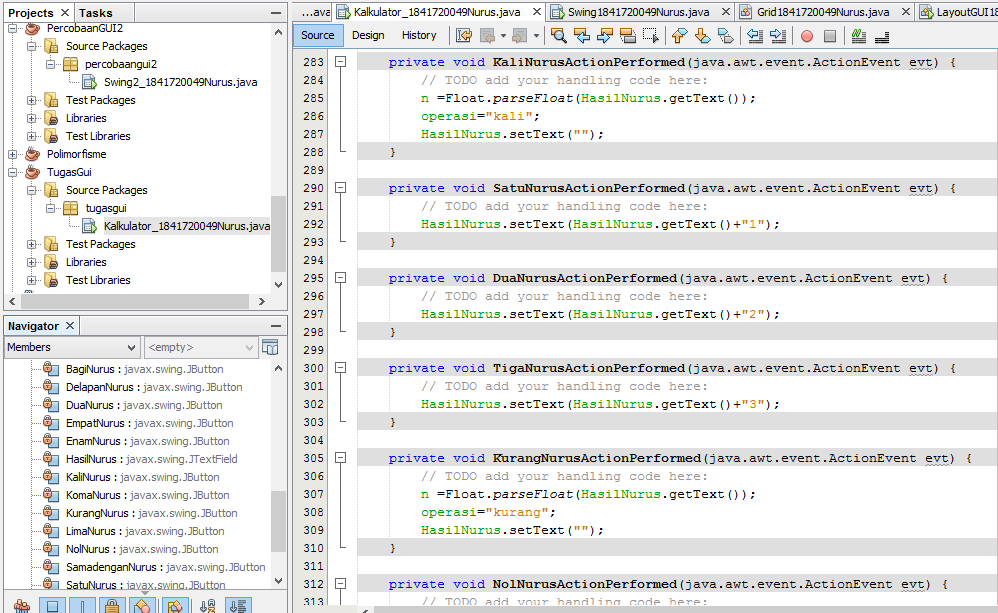 Projects × Tasks
...ava Kalkulator_1841720049Nurus.java × Swing1841720049Nurus.java × Grid1841720049Nurus.java × LayoutGUI18
PercobaanGUI2
Source Packages
percobaangui2
Swing2_1841720049Nurus.java
Test Packages
Libraries
Test Libraries
Polimorfisme
TugasGui
Source Packages
tugasgui
Kalkulator_1841720049Nurus.java
Test Packages
Libraries
Test Libraries
Navigator ×
Members <empty>
BagiNurus : javax.swing.JButton
DelapanNurus : javax.swing.JButton
DuaNurus : javax.swing.JButton
EmpatNurus : javax.swing.JButton
EnamNurus : javax.swing.JButton
HasilNurus : javax.swing.JTextField
KaliNurus : javax.swing.JButton
KomaNurus : javax.swing.JButton
KurangNurus : javax.swing.JButton
LimaNurus : javax.swing.JButton
NolNurus : javax.swing.JButton
SamadenganNurus : javax.swing.JButton
SatuNurus : javax.swing.JButton
Source Design History
283 private void KaliNurusActionPerformed(java.awt.event.ActionEvent evt) {
284 // TODO add your handling code here:
285 n =Float.parseFloat(HasilNurus.getText());
286 operasi="kali";
287 HasilNurus.setText("");
288 }
289
290 private void SatuNurusActionPerformed(java.awt.event.ActionEvent evt) {
291 // TODO add your handling code here:
292 HasilNurus.setText(HasilNurus.getText()+"1");
293 }
294
295 private void DuaNurusActionPerformed(java.awt.event.ActionEvent evt) {
296 // TODO add your handling code here:
297 HasilNurus.setText(HasilNurus.getText()+"2");
298 }
299
300 private void TigaNurusActionPerformed(java.awt.event.ActionEvent evt) {
301 // TODO add your handling code here:
302 HasilNurus.setText(HasilNurus.getText()+"3");
303 }
304
305 private void KurangNurusActionPerformed(java.awt.event.ActionEvent evt) {
306 // TODO add your handling code here:
307 n =Float.parseFloat(HasilNurus.getText());
308 operasi="kurang";
309 HasilNurus.setText("");
310 }
311
312 private void NolNurusActionPerformed(java.awt.event.ActionEvent evt) {
313 // TODO add your handling code here: